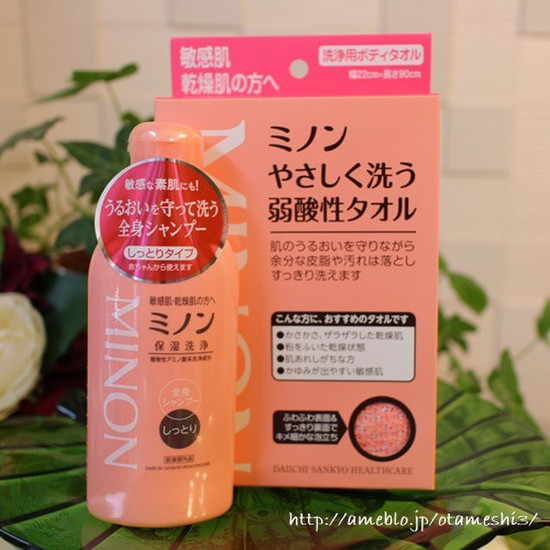 敏感肌
乾燥肌の方へ
洗浄用ボディタオル
幅22cm×長さ90cm
ミノン
やさしく洗う
弱酸性タオル
肌のうるおいを守りながら
余分な皮脂や汚れは落とし
すっきり洗えます
こんな方に、おすすめのタオルです
●かさかさ、ザラザラした乾燥肌
●粉をふいた乾燥状態
●肌あれしがちな方
●かゆみが出やすい敏感肌
ふわふわ表面&
すっきり裏面で
キメ細かな泡立ち
DAIICHI SANKYO HEALTHCARE
敏感な素肌にも!
うるおいを守って洗う
全身シャンプー
しっとりタイプ
赤ちゃんから使えます
敏感肌・乾燥肌の方へ
ミノン
保湿洗浄
植物性アミノ酸系洗浄成分
全身
シャンプー
しっとり
医薬部外品
DAIICHI SANKYO HEALTHCARE
MINON
MINON
http://ameblo.jp/otameshi3/